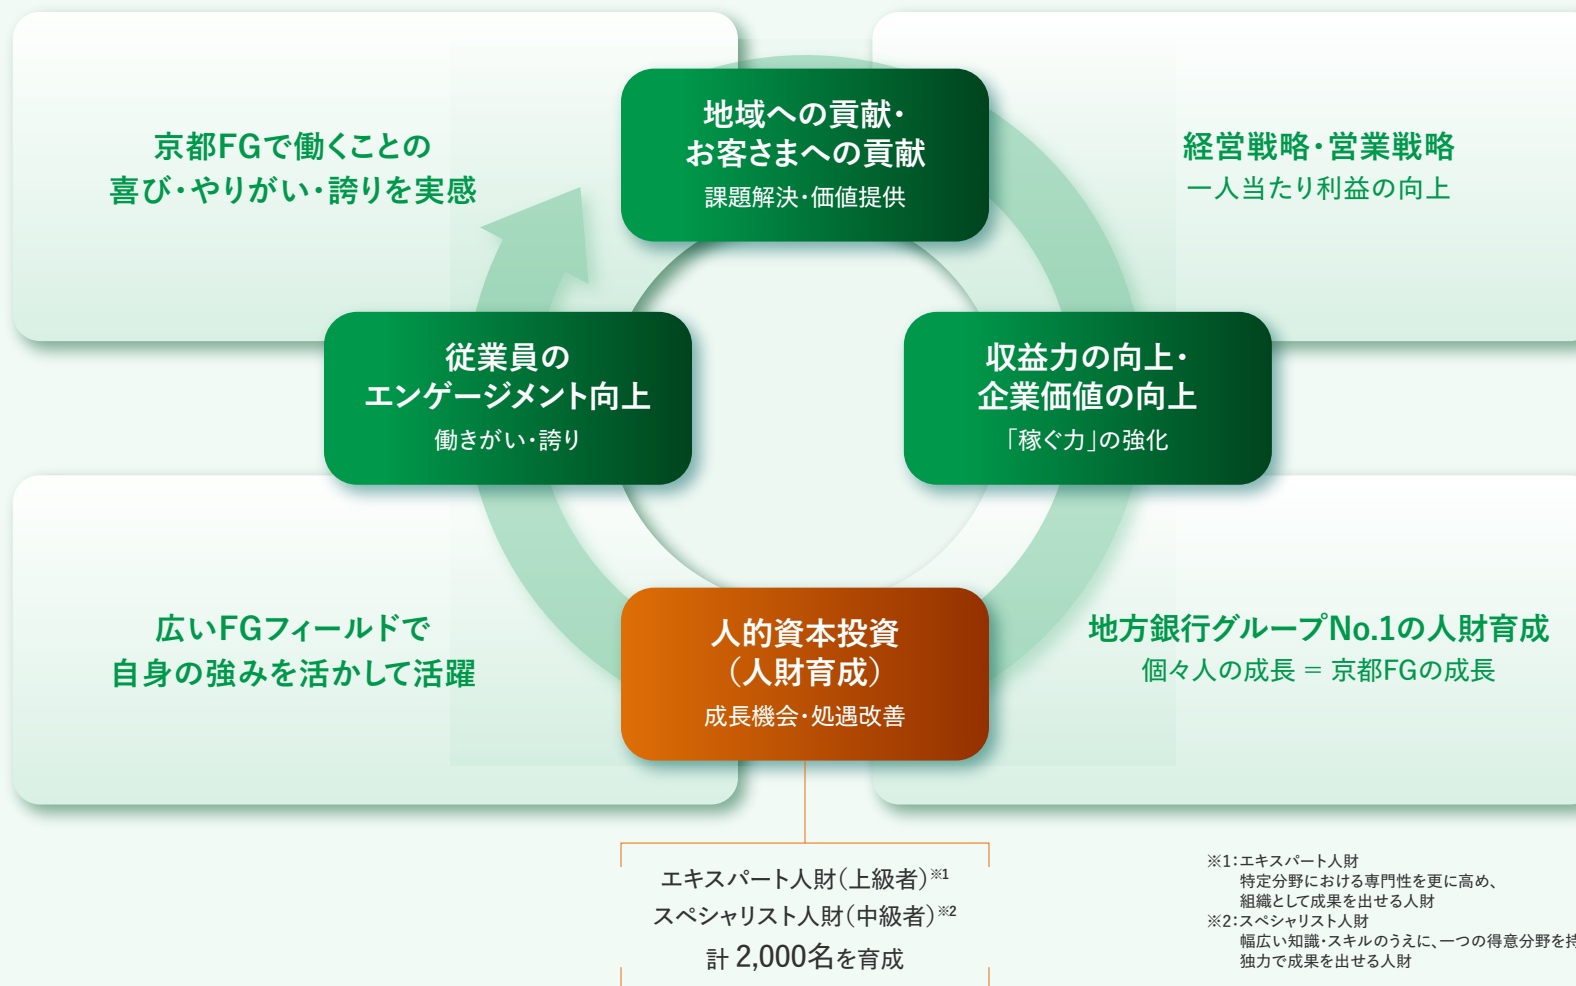 京都FGで働くことの
喜び・やりがい・誇りを実感
地域への貢献・
お客さまへの貢献
課題解決・価値提供
経営戦略・営業戦略
一人当たり利益の向上
従業員の
エンゲージメント向上
働きがい・誇り
収益力の向上・
企業価値の向上
「稼ぐ力」の強化
広いFGフィールドで
自身の強みを活かして活躍
人的資本投資
（人財育成）
成長機会・処遇改善
地方銀行グループNo.1の人財育成
個々人の成長 = 京都FGの成長
エキスパート人財（上級者）※1
スペシャリスト人財（中級者）※2
計 2,000名を育成
※1：エキスパート人財
特定分野における専門性を更に高め、
組織として成果を出せる人財
※2：スペシャリスト人財
幅広い知識・スキルのうえに、一つの得意分野を持
独力で成果を出せる人財